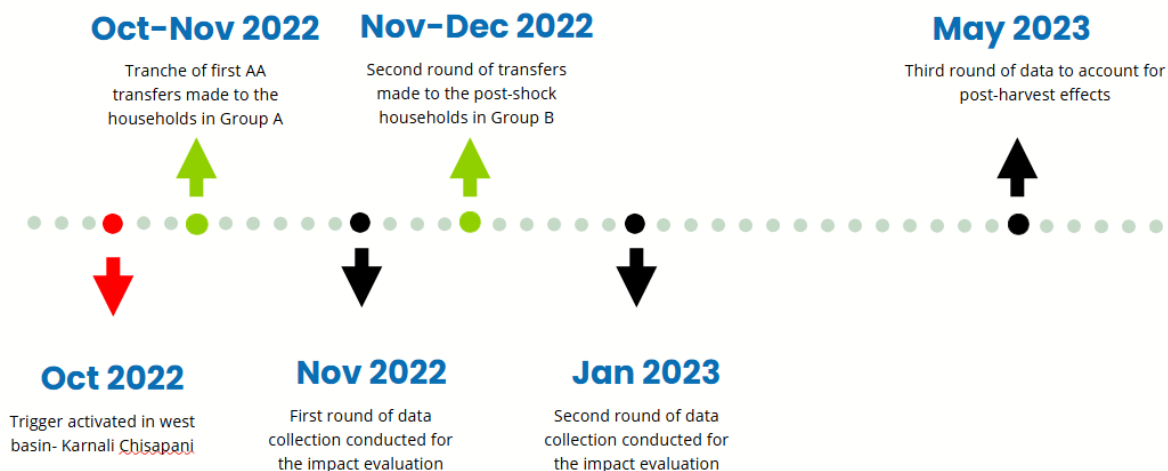 Oct-Nov 2022
Tranche of first AA
transfers made to the
households in Group A
Nov-Dec 2022
Second round of transfers
made to the post-shock
households in Group B
May 2023
Third round of data to account for
post-harvest effects
Oct 2022
Trigger activated in west
basin- Karnali Chisapani
Nov 2022
First round of data
collection conducted for
the impact evaluation
Jan 2023
Second round of data
collection conducted for
the impact evaluation